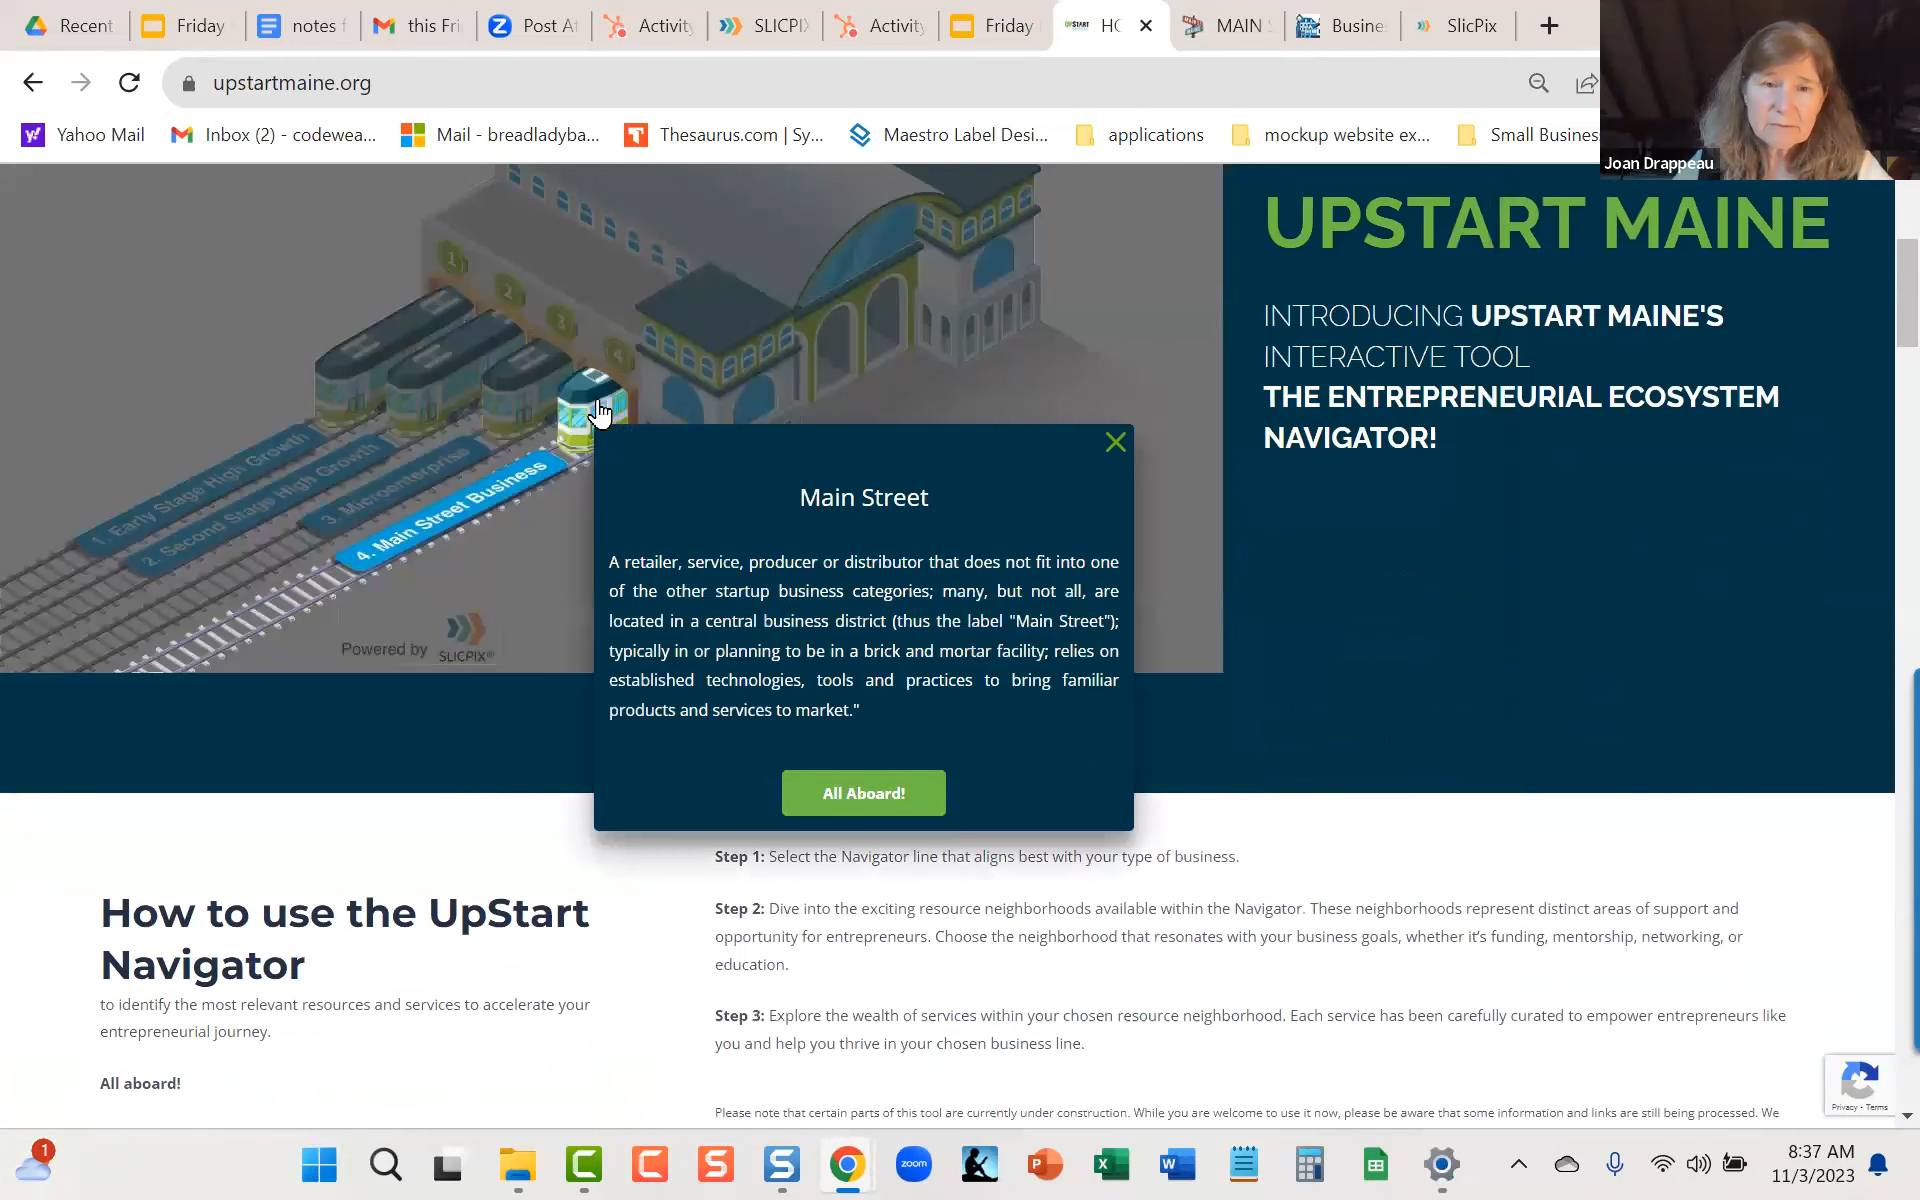 Recent
Friday
notes f
this Fri
Post At
Activity
SLICPIX
Activity
Friday
UPSTART
HO
MAIN S
Busines
SlicPix
upstartmaine.org
Yahoo Mail
Inbox (2) - codewea...
Mail - breadladyba...
Thesaurus.com | Sy...
Maestro Label Desi...
applications
mockup website ex...
Small Busines
Joan Drappeau
1
2
3
4
1. Early Stage High Growth
2. Second Stage High Growth
3. Microenterprise
4. Main Street Business
Powered by
SLICPIX®
UPSTART MAINE
INTRODUCING UPSTART MAINE'S
INTERACTIVE TOOL
THE ENTREPRENEURIAL ECOSYSTEM
NAVIGATOR!
Main Street
A retailer, service, producer or distributor that does not fit into one
of the other startup business categories; many, but not all, are
located in a central business district (thus the label "Main Street");
typically in or planning to be in a brick and mortar facility; relies on
established technologies, tools and practices to bring familiar
products and services to market."
All Aboard!
How to use the UpStart
Navigator
to identify the most relevant resources and services to accelerate your
entrepreneurial journey.
All aboard!
Step 1: Select the Navigator line that aligns best with your type of business.
Step 2: Dive into the exciting resource neighborhoods available within the Navigator. These neighborhoods represent distinct areas of support and
opportunity for entrepreneurs. Choose the neighborhood that resonates with your business goals, whether it's funding, mentorship, networking, or
education.
Step 3: Explore the wealth of services within your chosen resource neighborhood. Each service has been carefully curated to empower entrepreneurs like
you and help you thrive in your chosen business line.
Please note that certain parts of this tool are currently under construction. While you are welcome to use it now, please be aware that some information and links are still being processed. We
Privacy - Terms
1
zoom
8:37 AM
11/3/2023